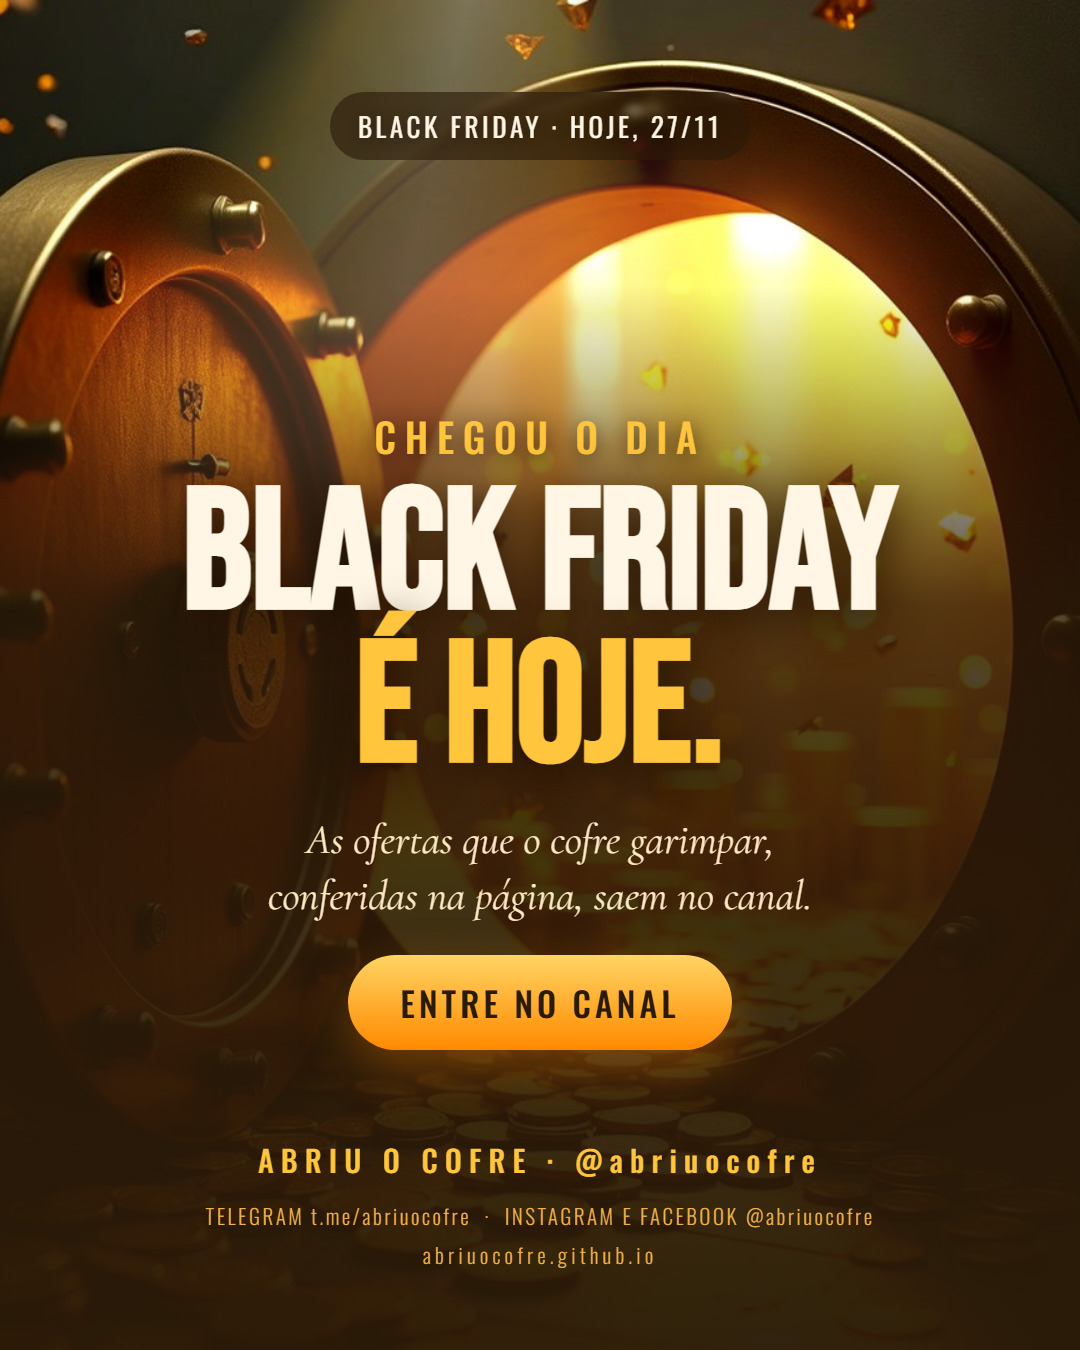 BLACK FRIDAY · HOJE, 27/11
CHEGOU O DIA
BLACK FRIDAY
É HOJE.
As ofertas que o cofre garimpar,
conferidas na página, saem no canal.
ENTRE NO CANAL
ABRIU O COFRE · @abriuocofre
TELEGRAM t.me/abriuocofre · INSTAGRAM E FACEBOOK @abriuocofre
abriuocofre.github.io